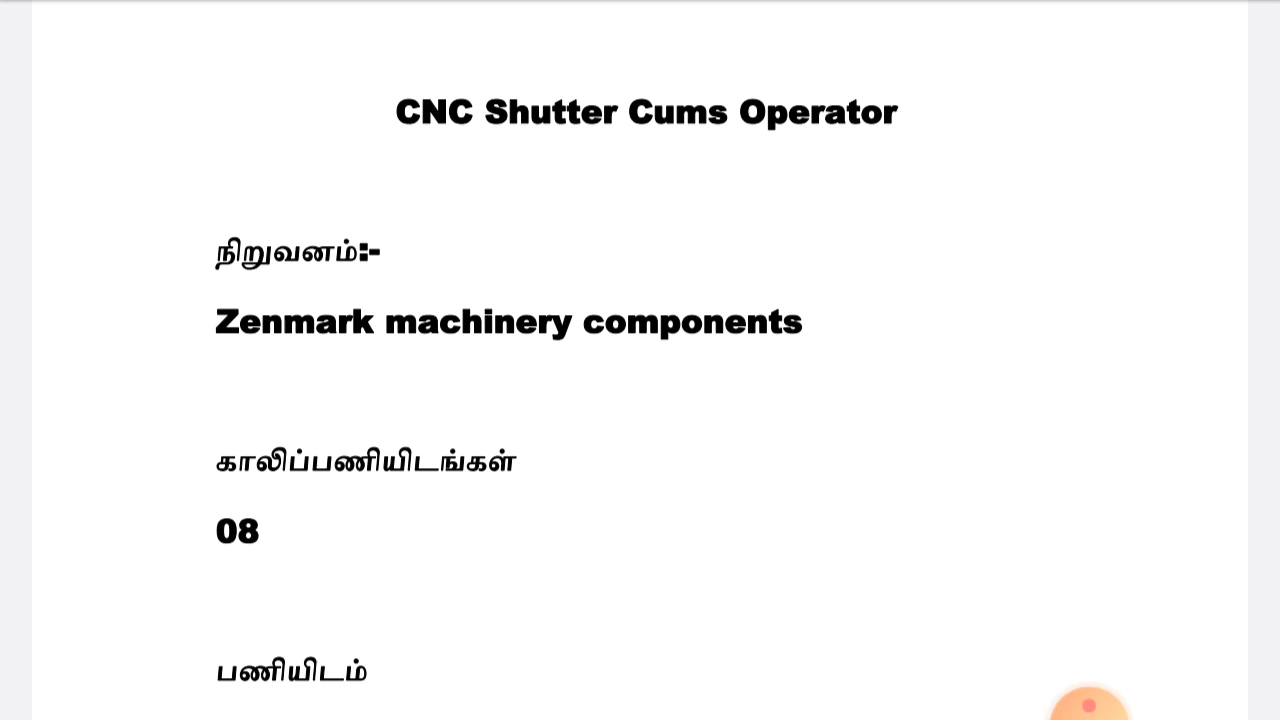 CNC Shutter Cums Operator
நிறுவனம்:-
Zenmark machinery components
காலிப்பணியிடங்கள்
08
பணியிடம்